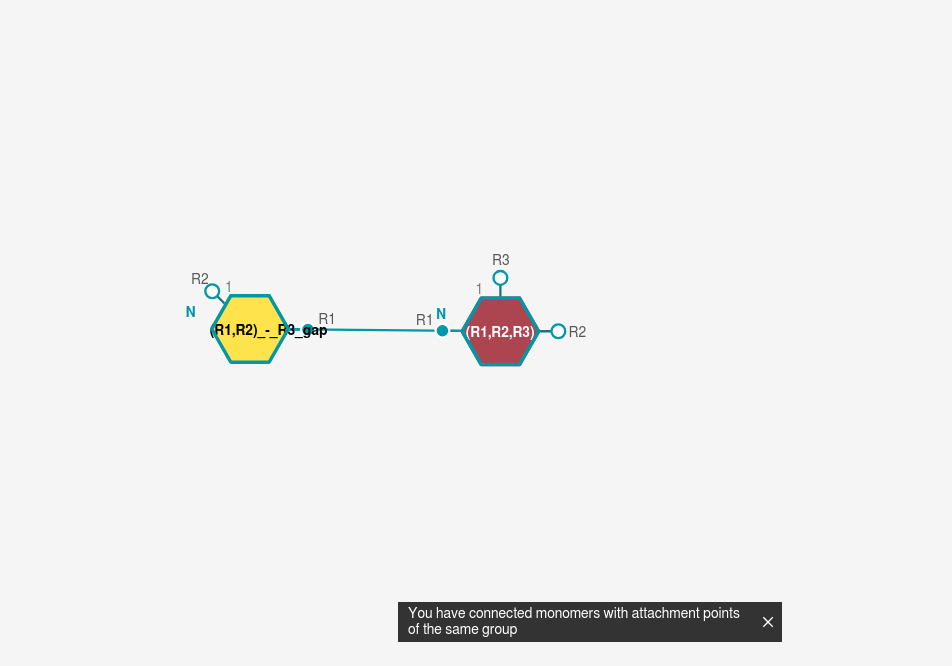 R3
R2
1
1
N
N
R1
R1
(R1,R2)_-_R3_gap
(R1,R2,R3)
R2
You have connected monomers with attachment points
of the same group